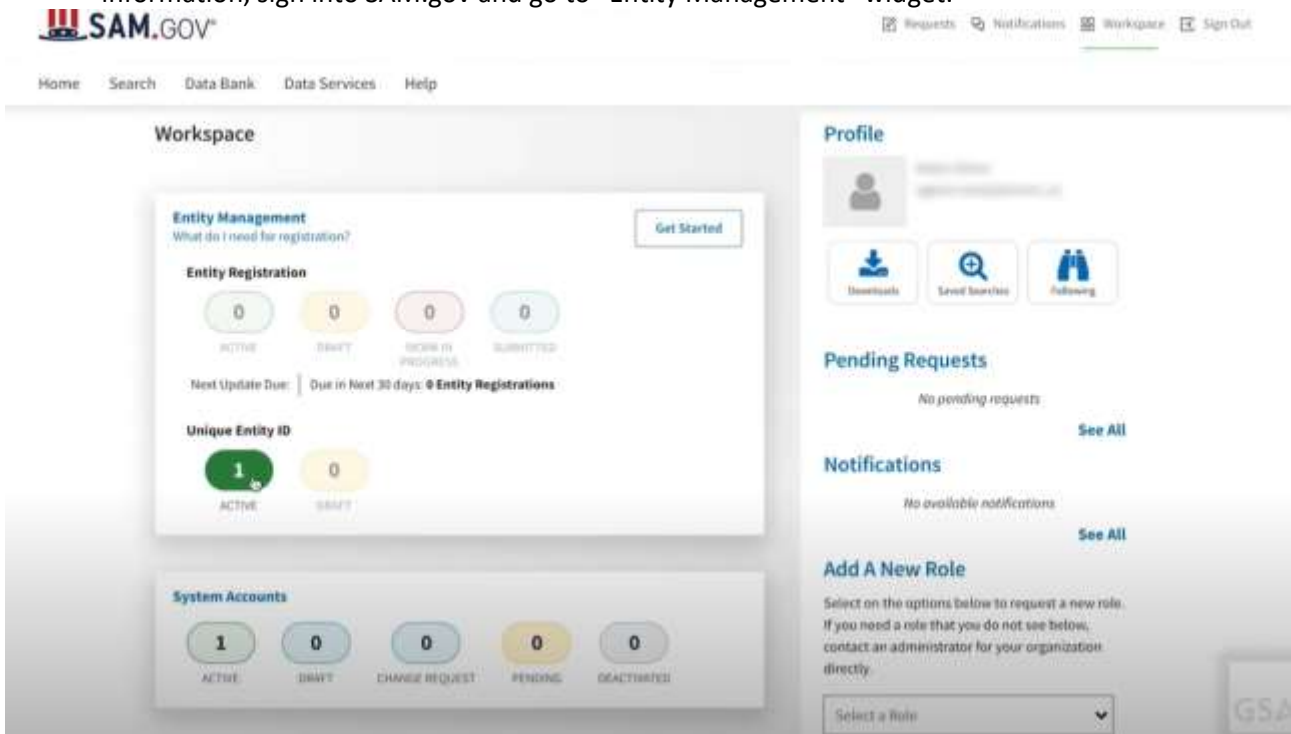 information, sign into SAM.gov and go to "Entity Management" widget.
SAM.GOV®
Requests Notifications Workspace Sign Out
Home Search Data Bank Data Services Help
Workspace
Entity Management
What do I need for registration?
Get Started
Entity Registration
0 0 0 0
ACTIVE DRAFT WORK IN PROGRESS SUBMITTED
Next Update Due: Due in Next 30 days: 0 Entity Registrations
Unique Entity ID
1 0
ACTIVE DRAFT
System Accounts
1 0 0 0 0
ACTIVE DRAFT CHANGE REQUEST PENDING DEACTIVATED
Profile
Downloads Saved Searches Following
Pending Requests
No pending requests
See All
Notifications
No available notifications
See All
Add A New Role
Select on the options below to request a new role.
If you need a role that you do not see below,
contact an administrator for your organization
directly.
Select a Role
GSA